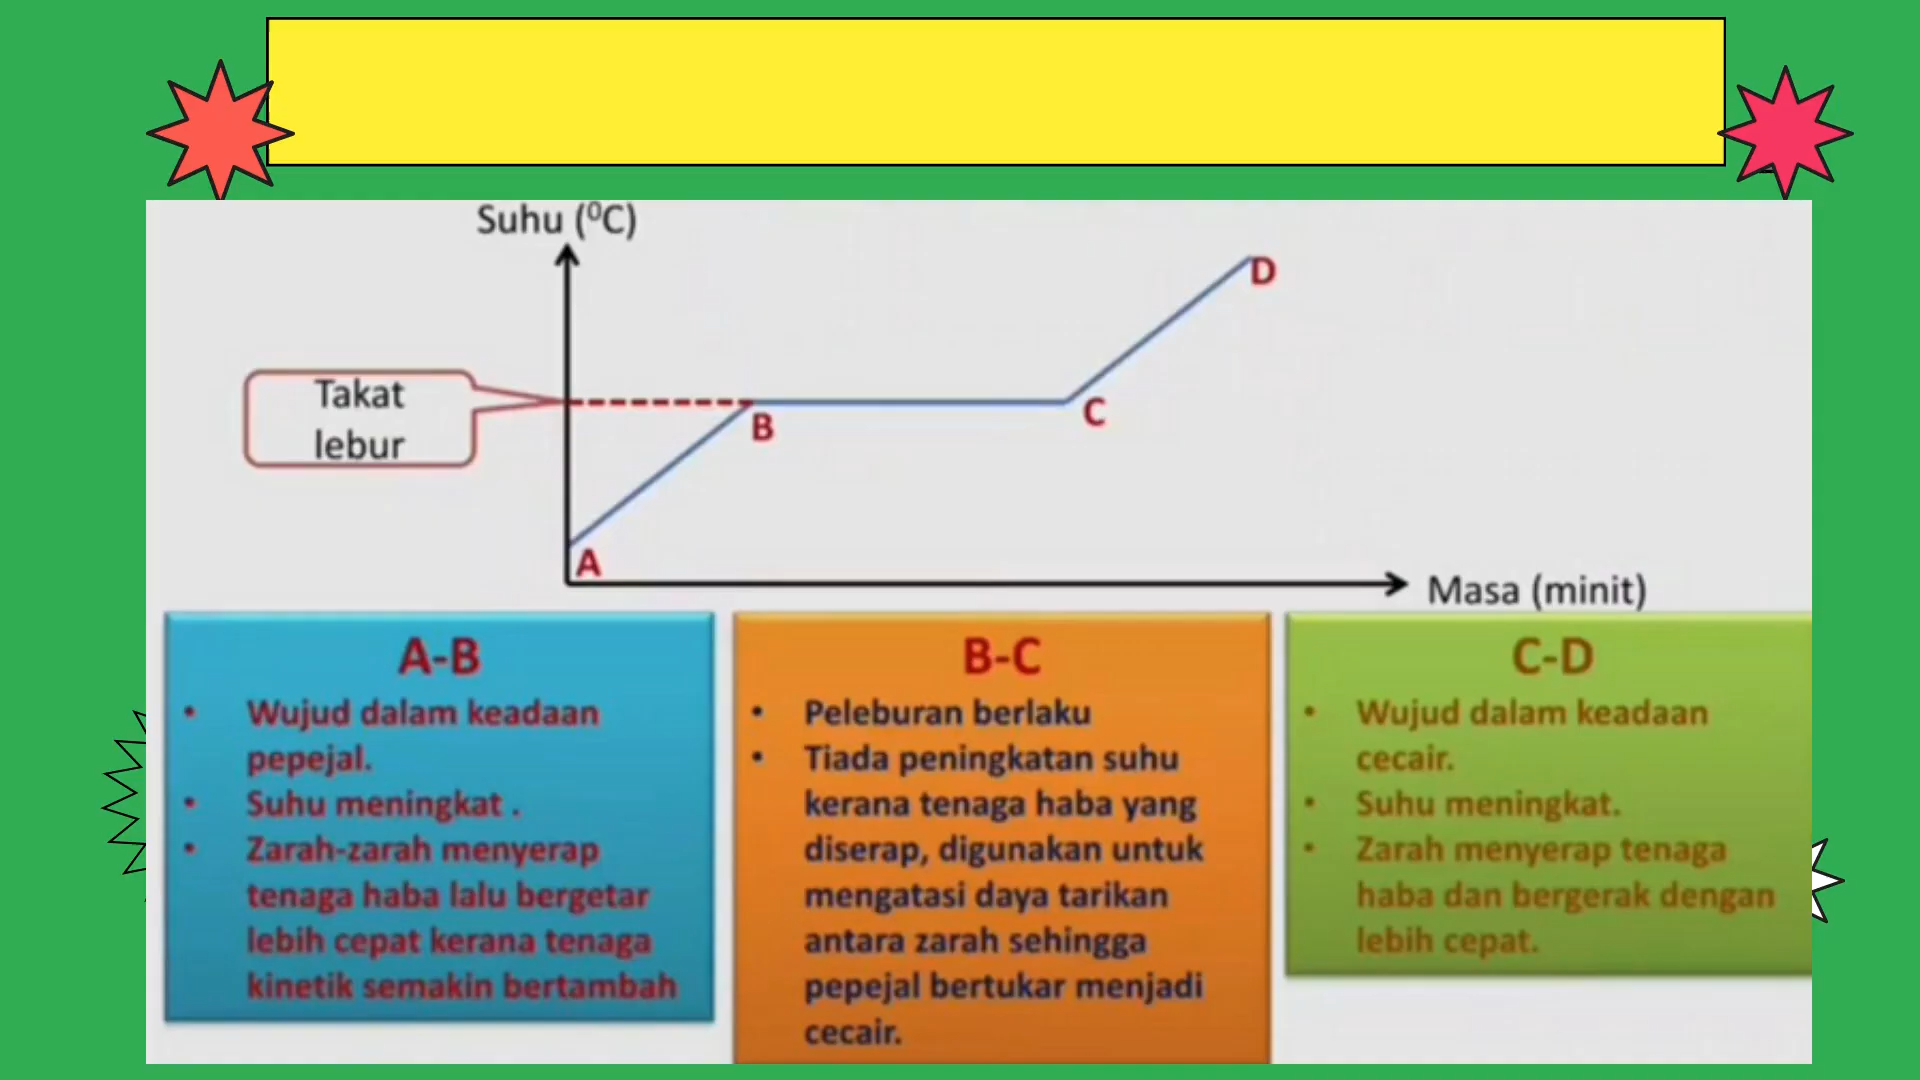 Suhu (⁰C)
D
Takat
lebur
B
C
A
Masa (minit)
A-B
• Wujud dalam keadaan
pepejal.
• Suhu meningkat .
• Zarah-zarah menyerap
tenaga haba lalu bergetar
lebih cepat kerana tenaga
kinetik semakin bertambah
B-C
• Peleburan berlaku
• Tiada peningkatan suhu
kerana tenaga haba yang
diserap, digunakan untuk
mengatasi daya tarikan
antara zarah sehingga
pepejal bertukar menjadi
cecair.
C-D
• Wujud dalam keadaan
cecair.
• Suhu meningkat.
• Zarah menyerap tenaga
haba dan bergerak dengan
lebih cepat.